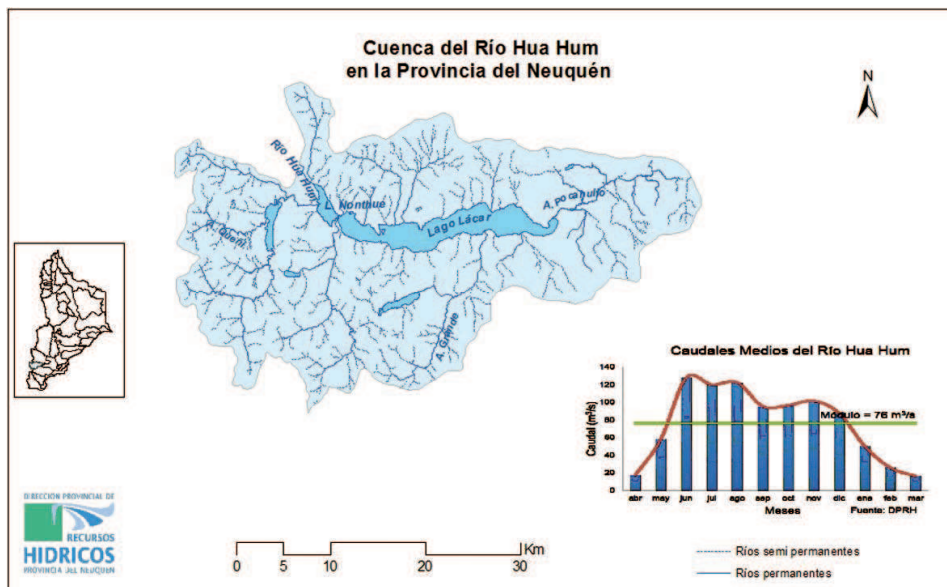 Cuenca del Río Hua Hum
en la Provincia del Neuquén
N
Río Hua Hum
L. Nonthue
A. Queñi
Lago Lácar
A. pocahullo
A. Grande
Caudales Medios del Río Hua Hum
Caudal (m³/s)
140
120
100
80
60
40
20
0
Módulo = 76 m³/s
abr may jun jul ago sep oct nov dic ene feb mar
Meses
Fuente: DPRH
DIRECCION PROVINCIAL DE
RECURSOS
HIDRICOS
PROVINCIA DEL NEUQUEN
0 5 10 20 30 Km
Ríos semi permanentes
Ríos permanentes